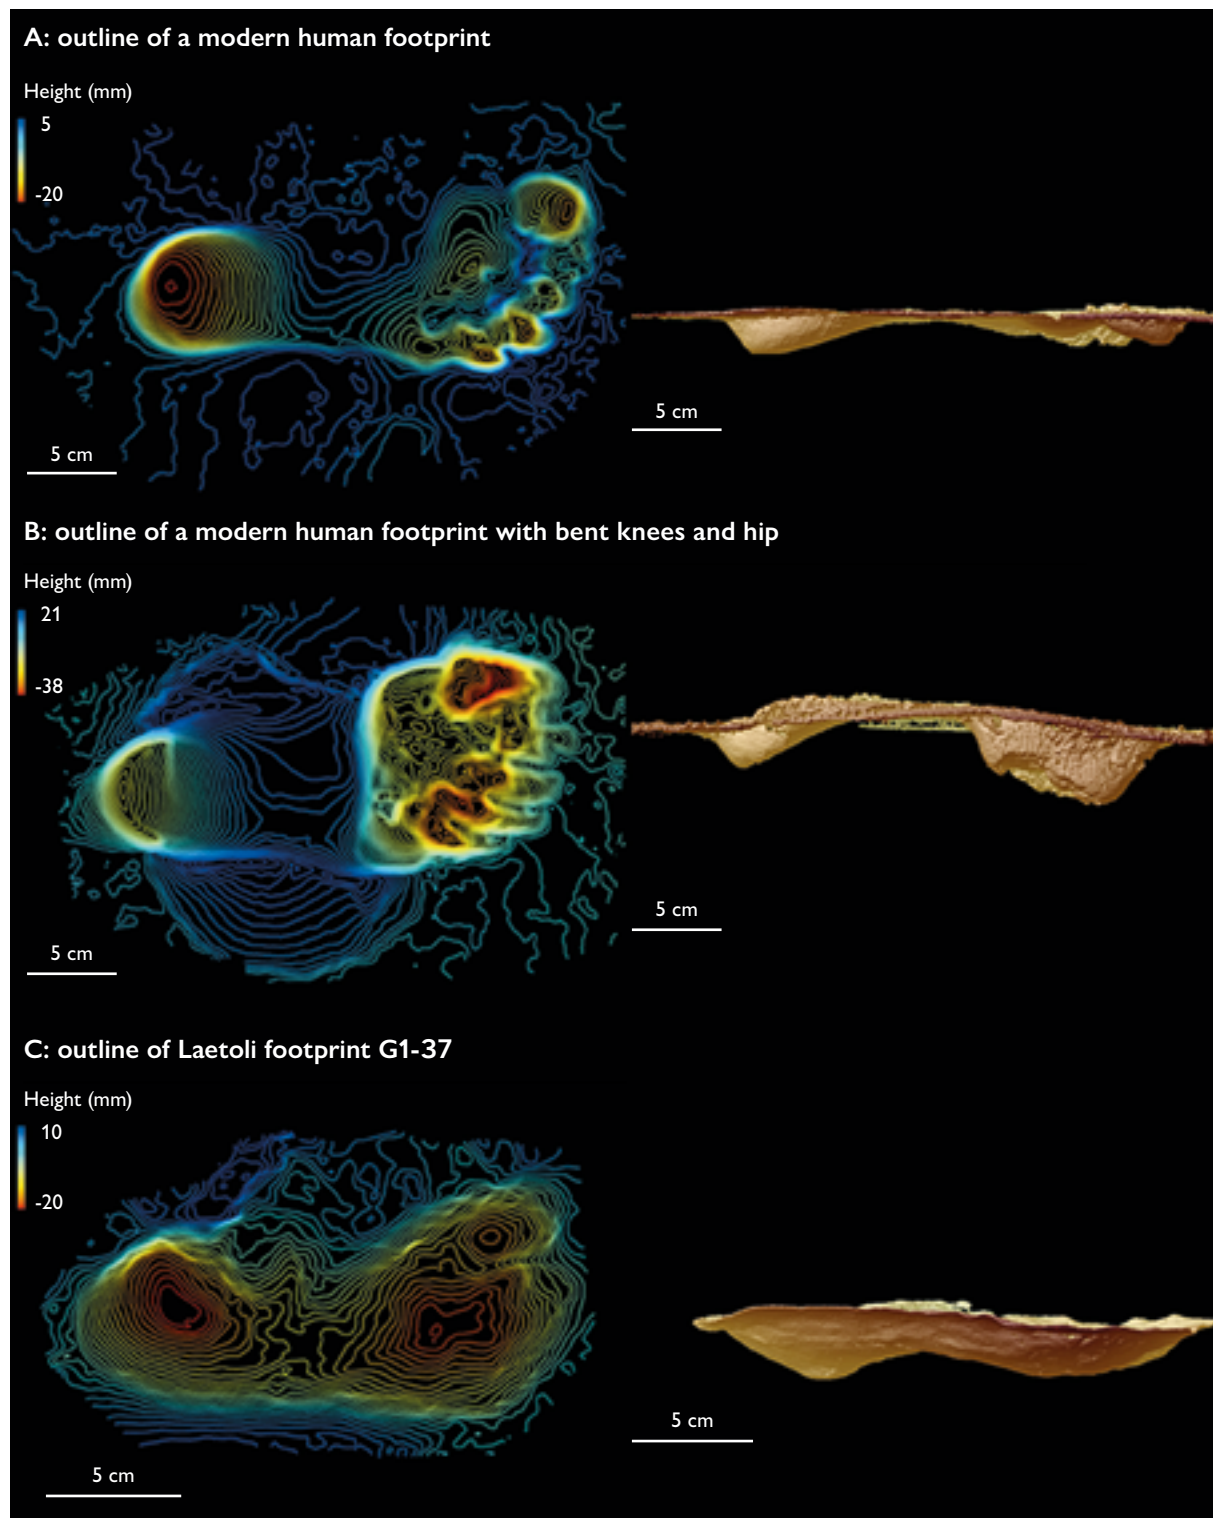 A: outline of a modern human footprint
Height (mm)
5
-20
5 cm
5 cm
B: outline of a modern human footprint with bent knees and hip
Height (mm)
21
-38
5 cm
5 cm
C: outline of Laetoli footprint G1-37
Height (mm)
10
-20
5 cm
5 cm